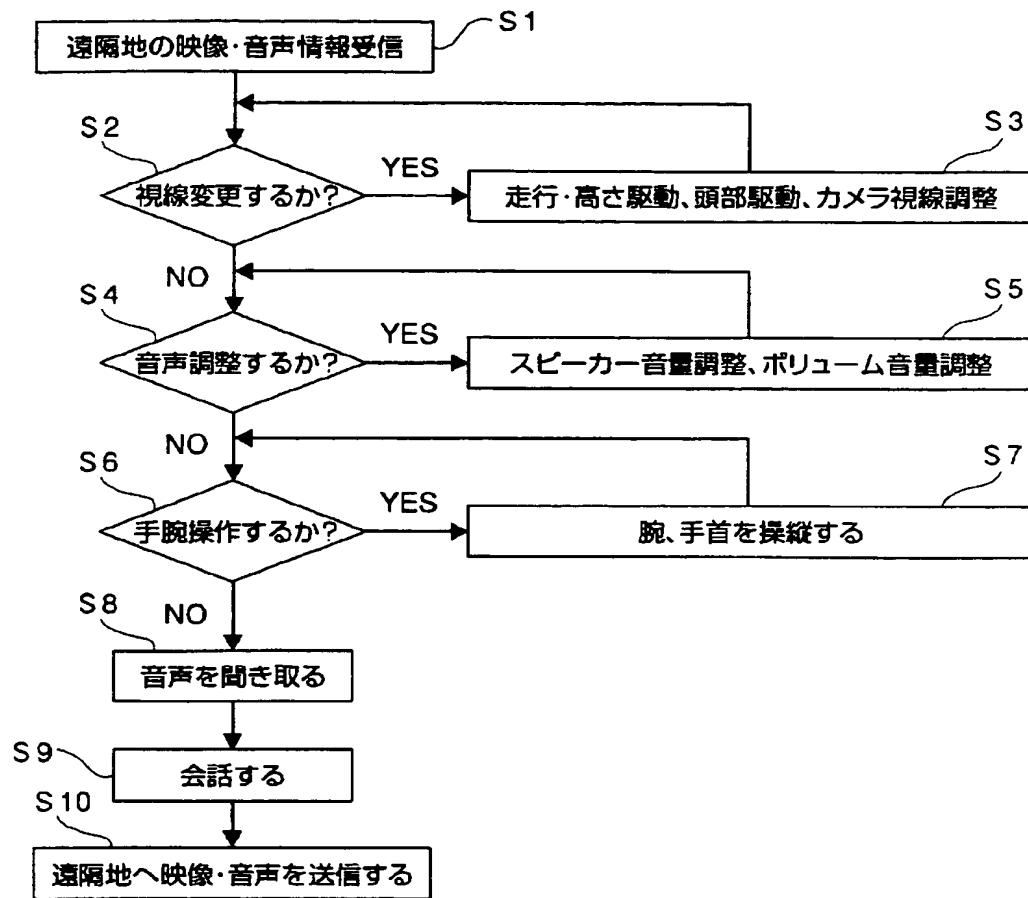 S1
遠隔地の映像・音声情報受信
S2
視線変更するか?
YES
S3
走行・高さ駆動、頭部駆動、カメラ視線調整
NO
S4
音声調整するか?
YES
S5
スピーカー音量調整、ボリューム音量調整
NO
S6
手腕操作するか?
YES
S7
腕、手首を操縦する
NO
S8
音声を聞き取る
S9
会話する
S10
遠隔地へ映像・音声を送信する